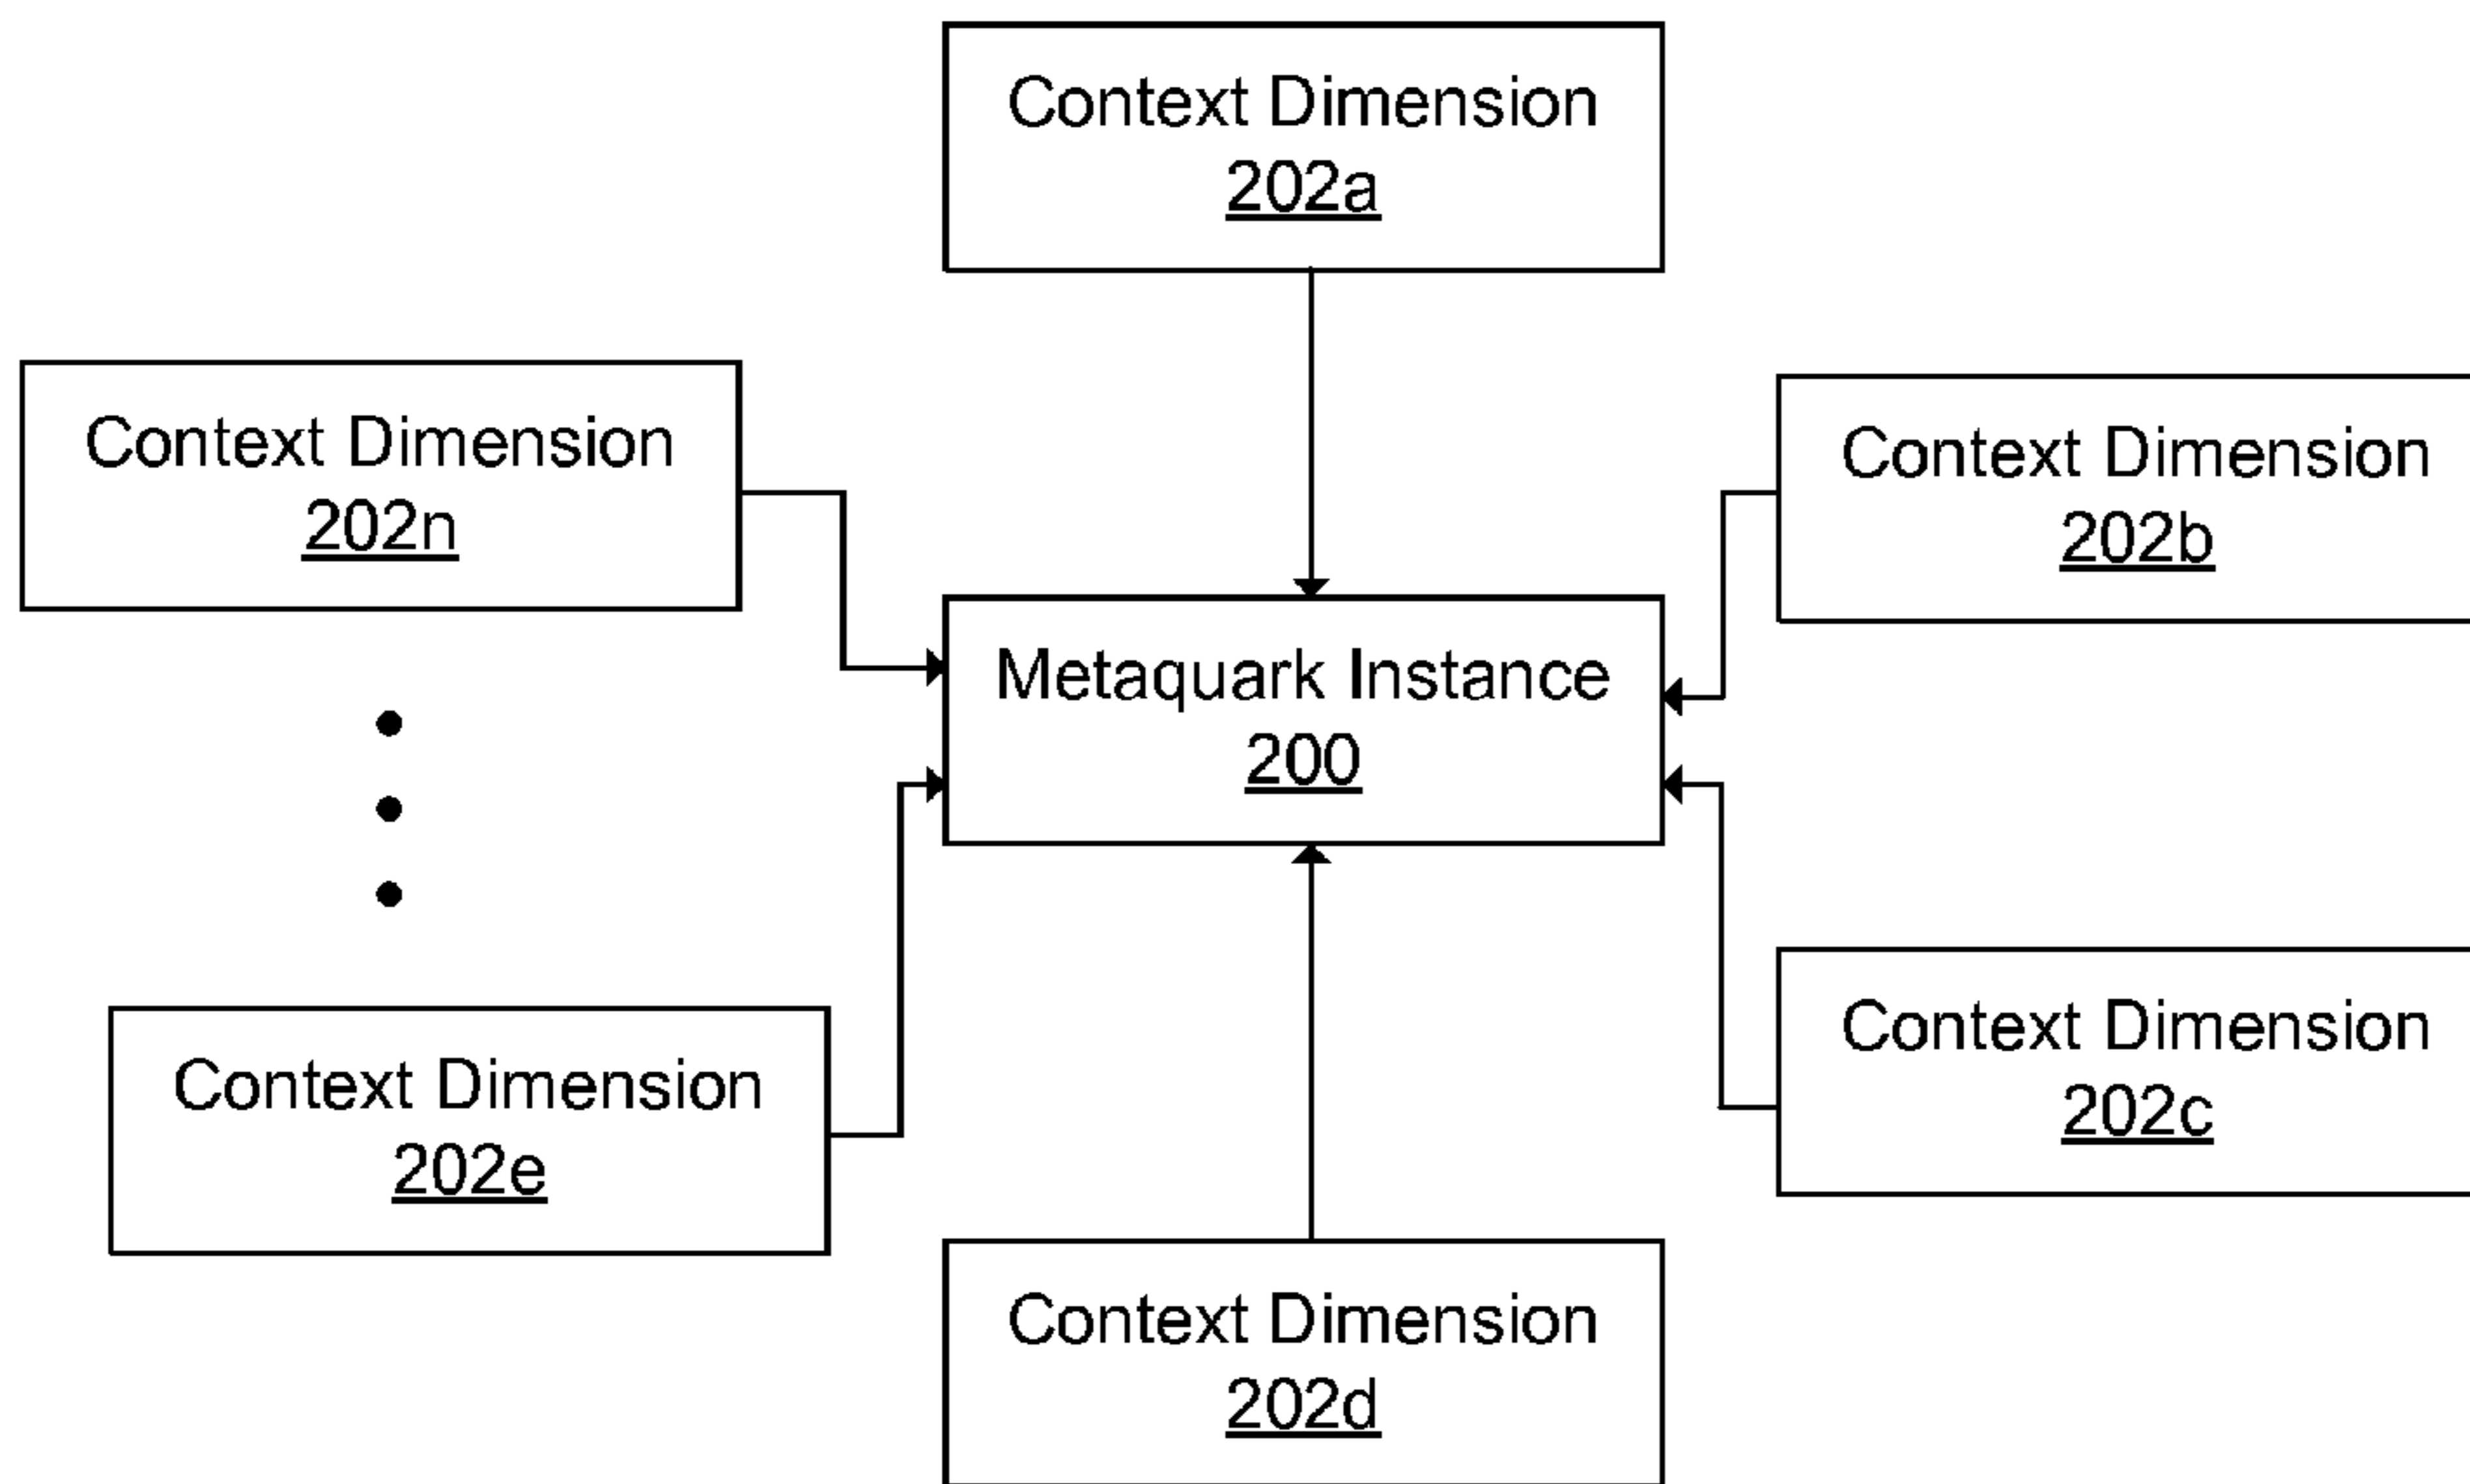 Context Dimension
202a
Context Dimension
202n
Context Dimension
202b
Metaquark Instance
200
Context Dimension
202e
Context Dimension
202c
Context Dimension
202d